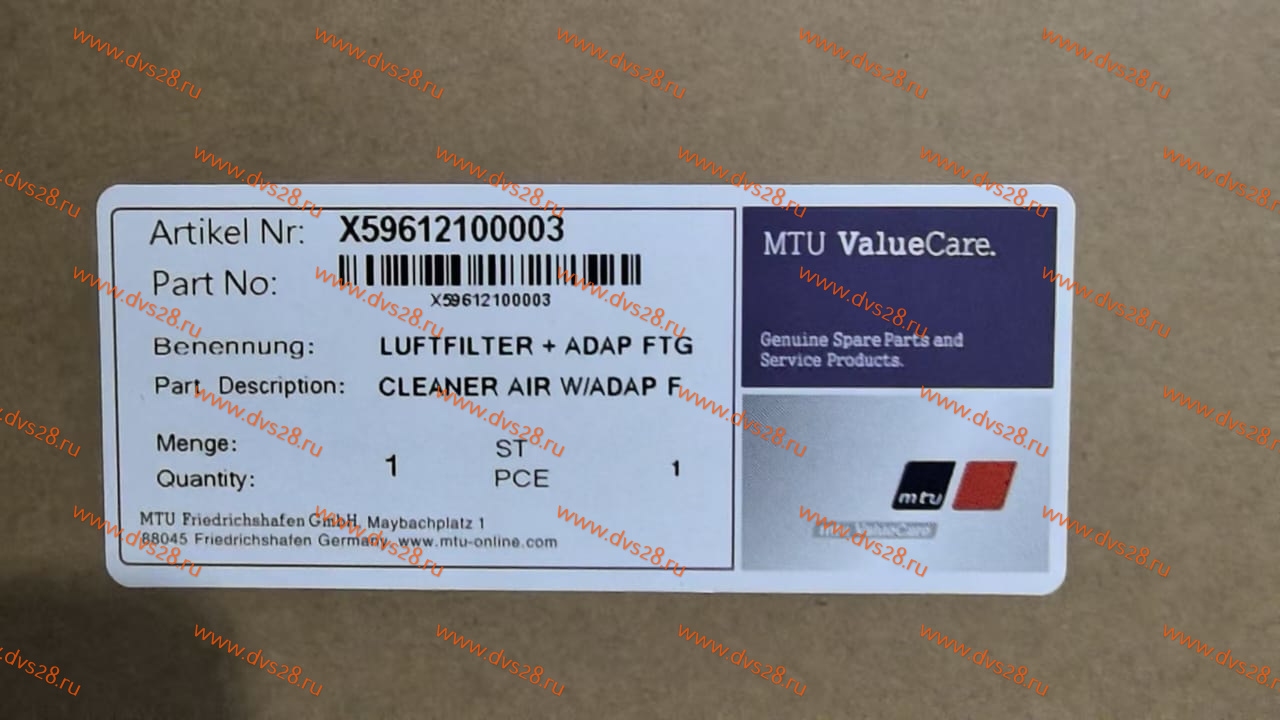 Artikel Nr: X59612100003
Part No:
X59612100003
Benennung: LUFTFILTER + ADAP FTG
Part. Description: CLEANER AIR W/ADAP F
Menge: 1 ST 1
Quantity: PCE
MTU Friedrichshafen GmbH, Maybachplatz 1
88045 Friedrichshafen Germany www.mtu-online.com
MTU ValueCare.
Genuine Spare Parts and
Service Products.
mtu
MTU ValueCare
www.dvs28.ru